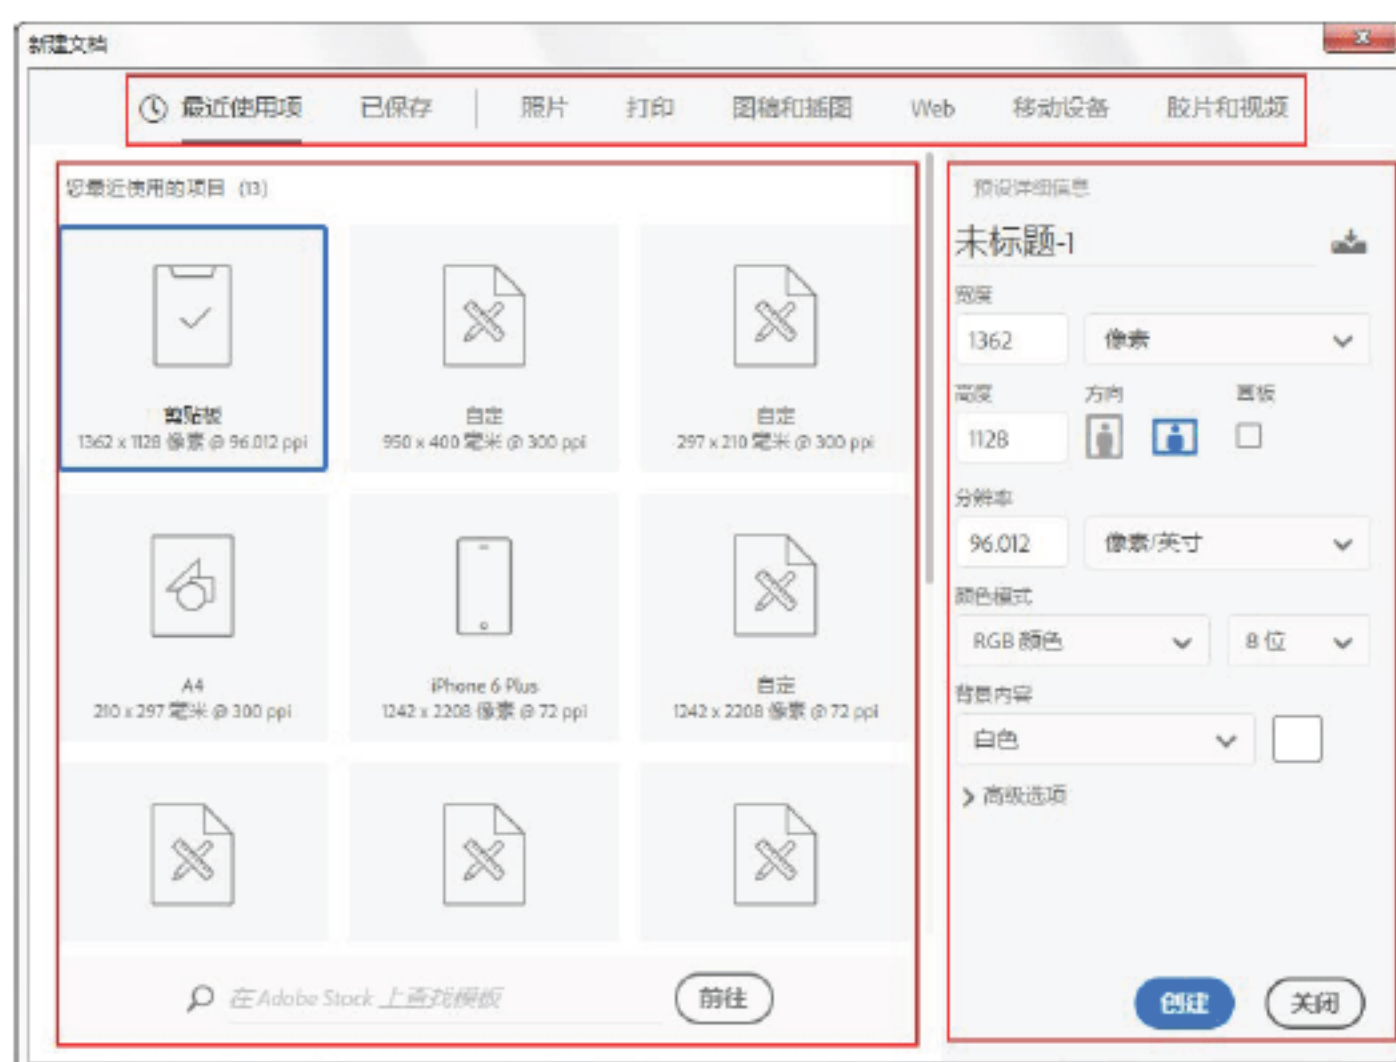 新建文档
最近使用项 已保存 照片 打印 图稿和插图 Web 移动设备 胶片和视频
您最近使用的项目 (13)
剪贴板
1362 x 1128 像素 @ 96.012 ppi
自定
950 x 400 毫米 @ 300 ppi
自定
297 x 210 毫米 @ 300 ppi
A4
210 x 297 毫米 @ 300 ppi
iPhone 6 Plus
1242 x 2208 像素 @ 72 ppi
自定
1242 x 2208 像素 @ 72 ppi
在 Adobe Stock 上查找模板
前往
预设详细信息
未标题-1
宽度
1362 像素
高度 方向 画板
1128
分辨率
96.012 像素/英寸
颜色模式
RGB 颜色 8 位
背景内容
白色
高级选项
创建 关闭